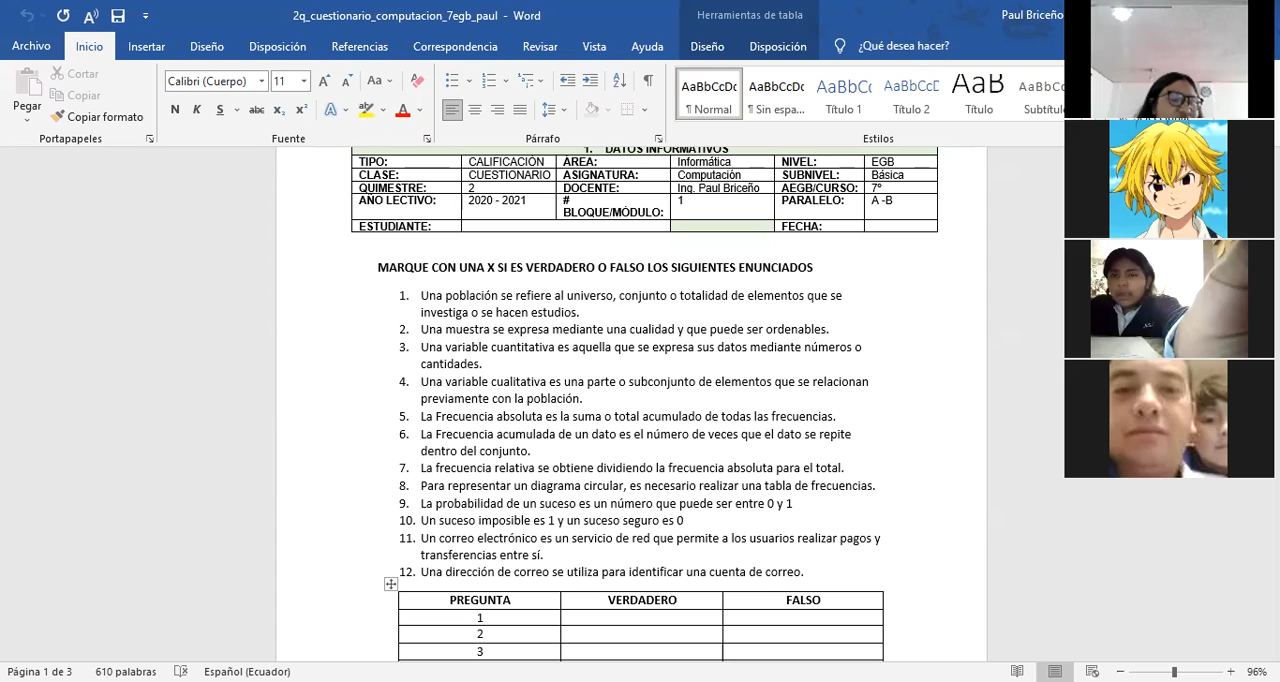 2q_cuestionario_computacion_7egb_paul - Word
Herramientas de tabla
Paul Briceño
Archivo Inicio Insertar Diseño Disposición Referencias Correspondencia Revisar Vista Ayuda Diseño Disposición ¿Qué desea hacer?
Pegar
Cortar
Copiar
Copiar formato
Portapapeles
Calibri (Cuerpo) 11
N K S abc x₂ x²
Fuente
Párrafo
AaBbCcDc ¶ Normal
AaBbCcDc ¶ Sin espa...
AaBbC Título 1
AaBbCcD Título 2
AaB Título
AaBbCc Subtítulo
Estilos
1. DATOS INFORMATIVOS
TIPO: CALIFICACIÓN ÁREA: Informática NIVEL: EGB
CLASE: CUESTIONARIO ASIGNATURA: Computación SUBNIVEL: Básica
QUIMESTRE: 2 DOCENTE: Ing. Paul Briceño AEGB/CURSO: 7º
AÑO LECTIVO: 2020 - 2021 # BLOQUE/MÓDULO: 1 PARALELO: A -B
ESTUDIANTE: FECHA:
MARQUE CON UNA X SI ES VERDADERO O FALSO LOS SIGUIENTES ENUNCIADOS
1. Una población se refiere al universo, conjunto o totalidad de elementos que se
investiga o se hacen estudios.
2. Una muestra se expresa mediante una cualidad y que puede ser ordenables.
3. Una variable cuantitativa es aquella que se expresa sus datos mediante números o
cantidades.
4. Una variable cualitativa es una parte o subconjunto de elementos que se relacionan
previamente con la población.
5. La Frecuencia absoluta es la suma o total acumulado de todas las frecuencias.
6. La Frecuencia acumulada de un dato es el número de veces que el dato se repite
dentro del conjunto.
7. La frecuencia relativa se obtiene dividiendo la frecuencia absoluta para el total.
8. Para representar un diagrama circular, es necesario realizar una tabla de frecuencias.
9. La probabilidad de un suceso es un número que puede ser entre 0 y 1
10. Un suceso imposible es 1 y un suceso seguro es 0
11. Un correo electrónico es un servicio de red que permite a los usuarios realizar pagos y
transferencias entre sí.
12. Una dirección de correo se utiliza para identificar una cuenta de correo.
PREGUNTA VERDADERO FALSO
1
2
3
Página 1 de 3 610 palabras Español (Ecuador) 96%